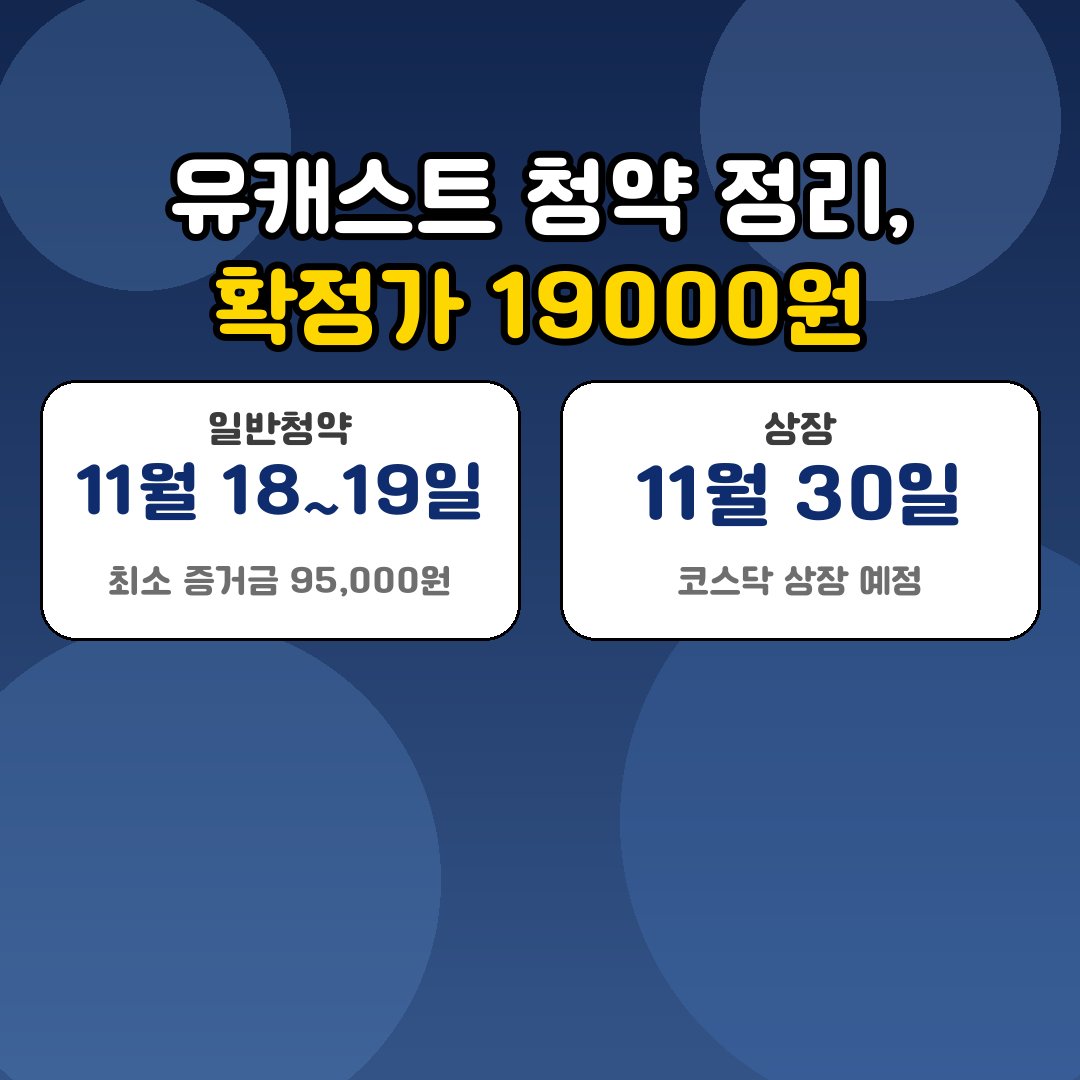 유캐스트 청약 정리,
확정가 19000원
일반청약
11월 18~19일
최소 증거금 95,000원
상장
11월 30일
코스닥 상장 예정